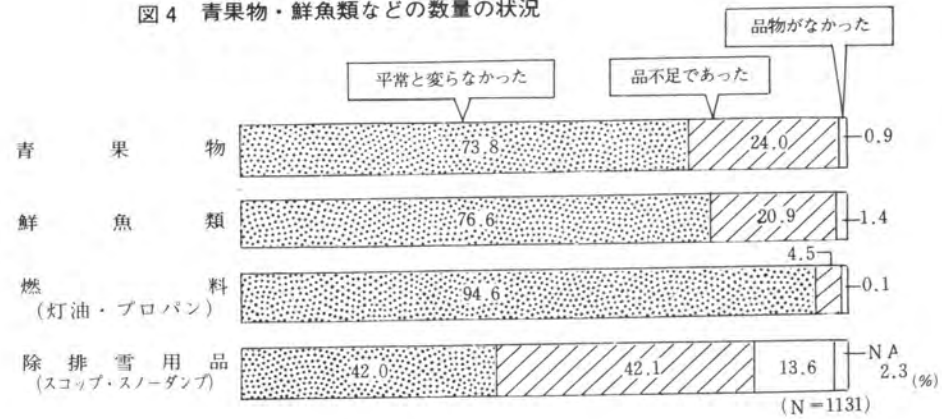 図4 青果物・鮮魚類などの数量の状況
品物がなかった
平常と変らなかった
品不足であった
青果物
73.8
24.0
0.9
鮮魚類
76.6
20.9
1.4
燃料
(灯油・プロパン)
94.6
4.5
0.1
除排雪用品
(スコップ・スノーダンプ)
42.0
42.1
13.6
NA
2.3(%)
(N=1131)